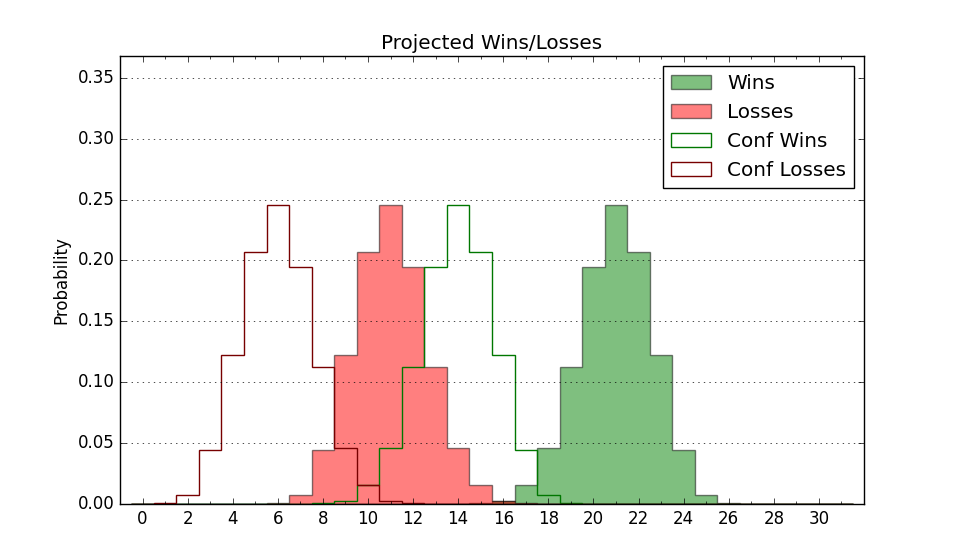 Projected Wins/Losses
Wins
Losses
Conf Wins
Conf Losses
Probability
0.35
0.30
0.25
0.20
0.15
0.10
0.05
0.00
0 2 4 6 8 10 12 14 16 18 20 22 24 26 28 30